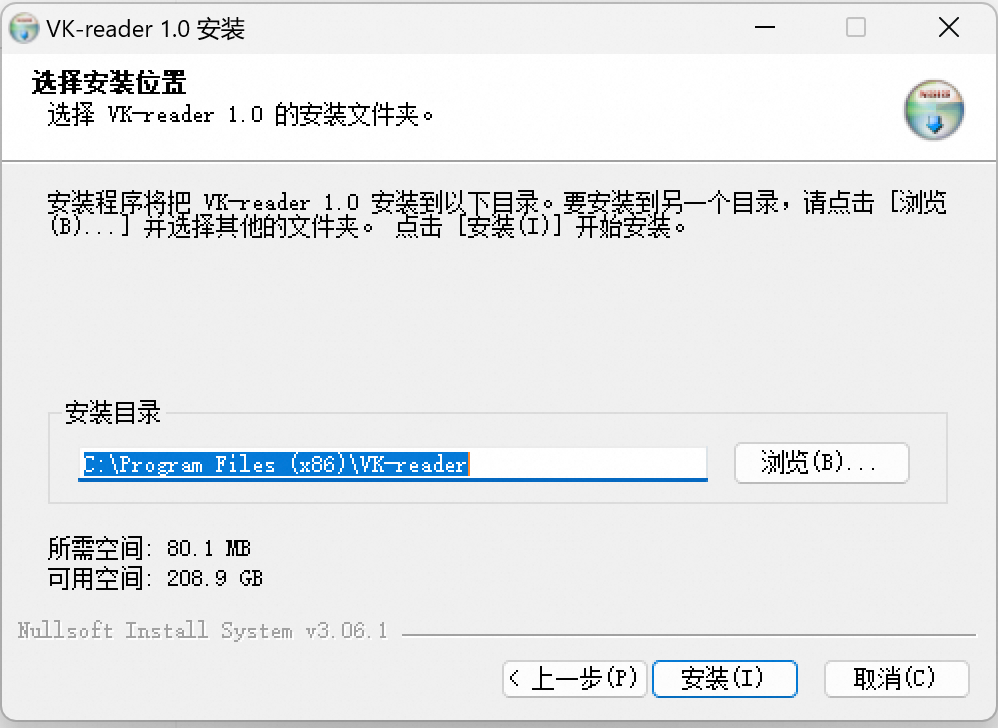 VK-reader 1.0 安装
选择安装位置
选择 VK-reader 1.0 的安装文件夹。
NSIS
安装程序将把 VK-reader 1.0 安装到以下目录。要安装到另一个目录，请点击 [浏览
(B)...] 并选择其他的文件夹。 点击 [安装(I)] 开始安装。
安装目录
C:\Program Files (x86)\VK-reader
浏览(B)...
所需空间: 80.1 MB
可用空间: 208.9 GB
Nullsoft Install System v3.06.1
< 上一步(P)
安装(I)
取消(C)